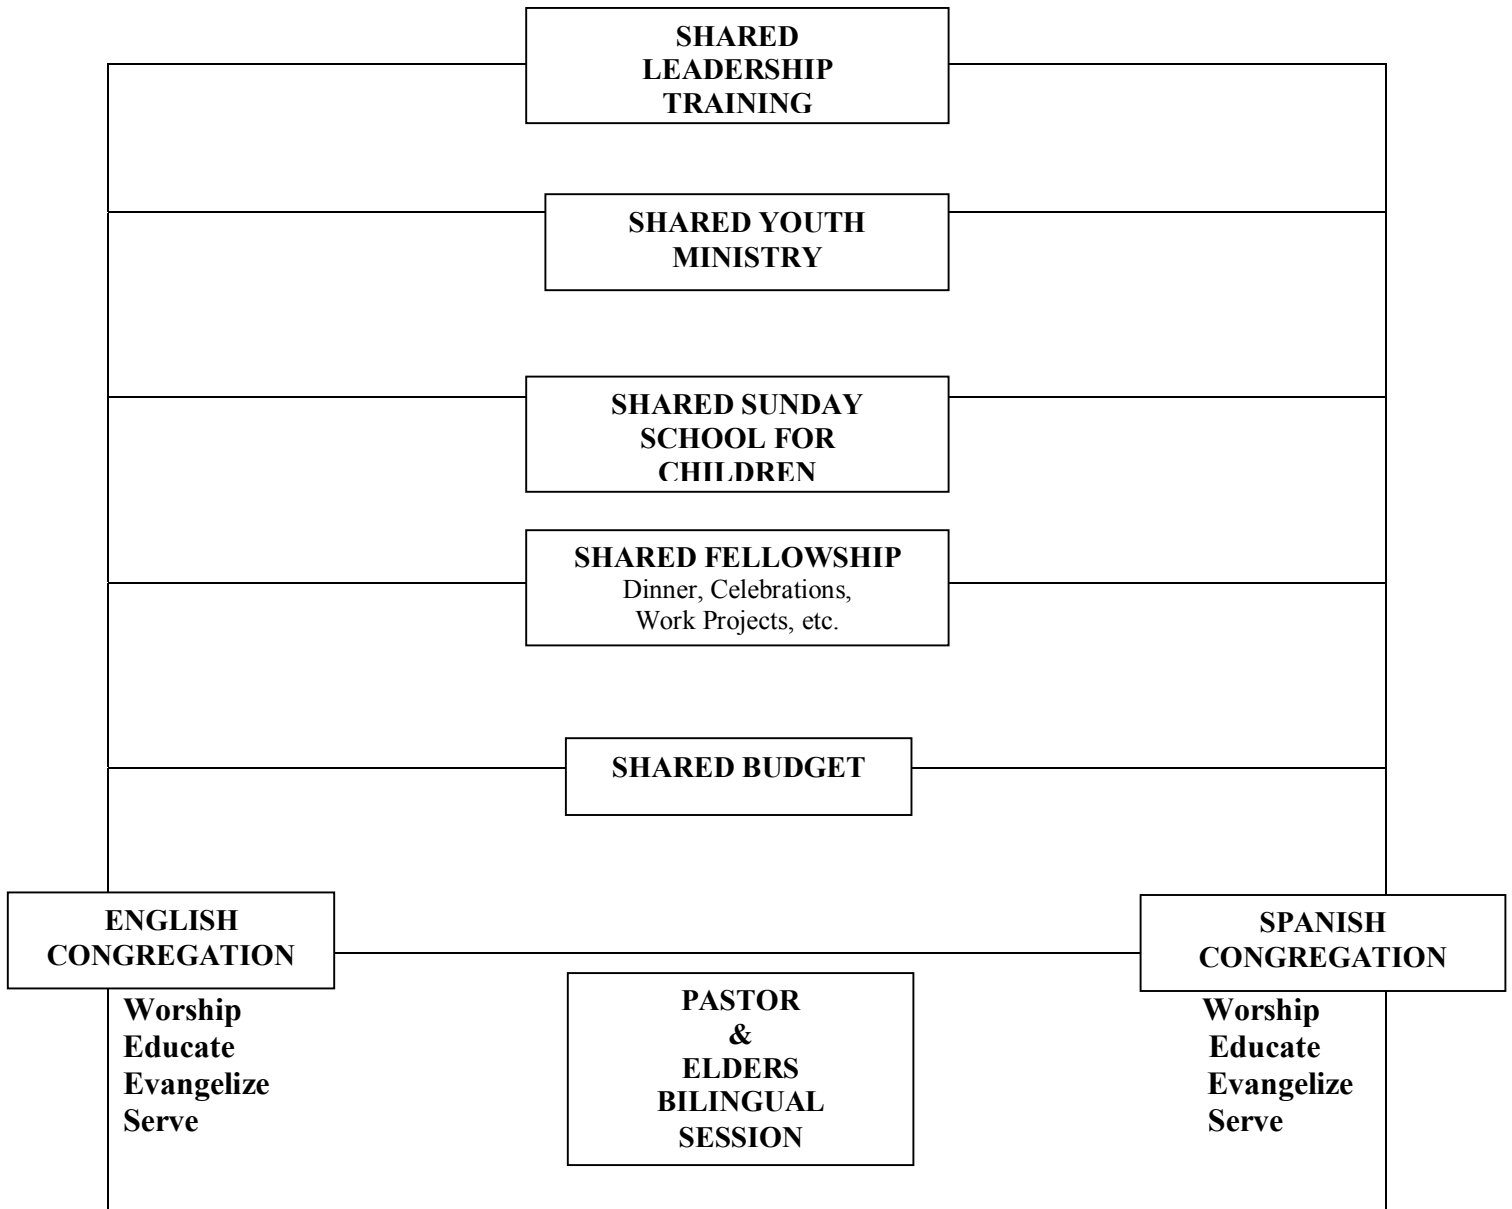 SHARED
LEADERSHIP
TRAINING
SHARED YOUTH
MINISTRY
SHARED SUNDAY
SCHOOL FOR
CHILDREN
SHARED FELLOWSHIP
Dinner, Celebrations,
Work Projects, etc.
SHARED BUDGET
ENGLISH
CONGREGATION
Worship
Educate
Evangelize
Serve
PASTOR
&
ELDERS
BILINGUAL
SESSION
SPANISH
CONGREGATION
Worship
Educate
Evangelize
Serve